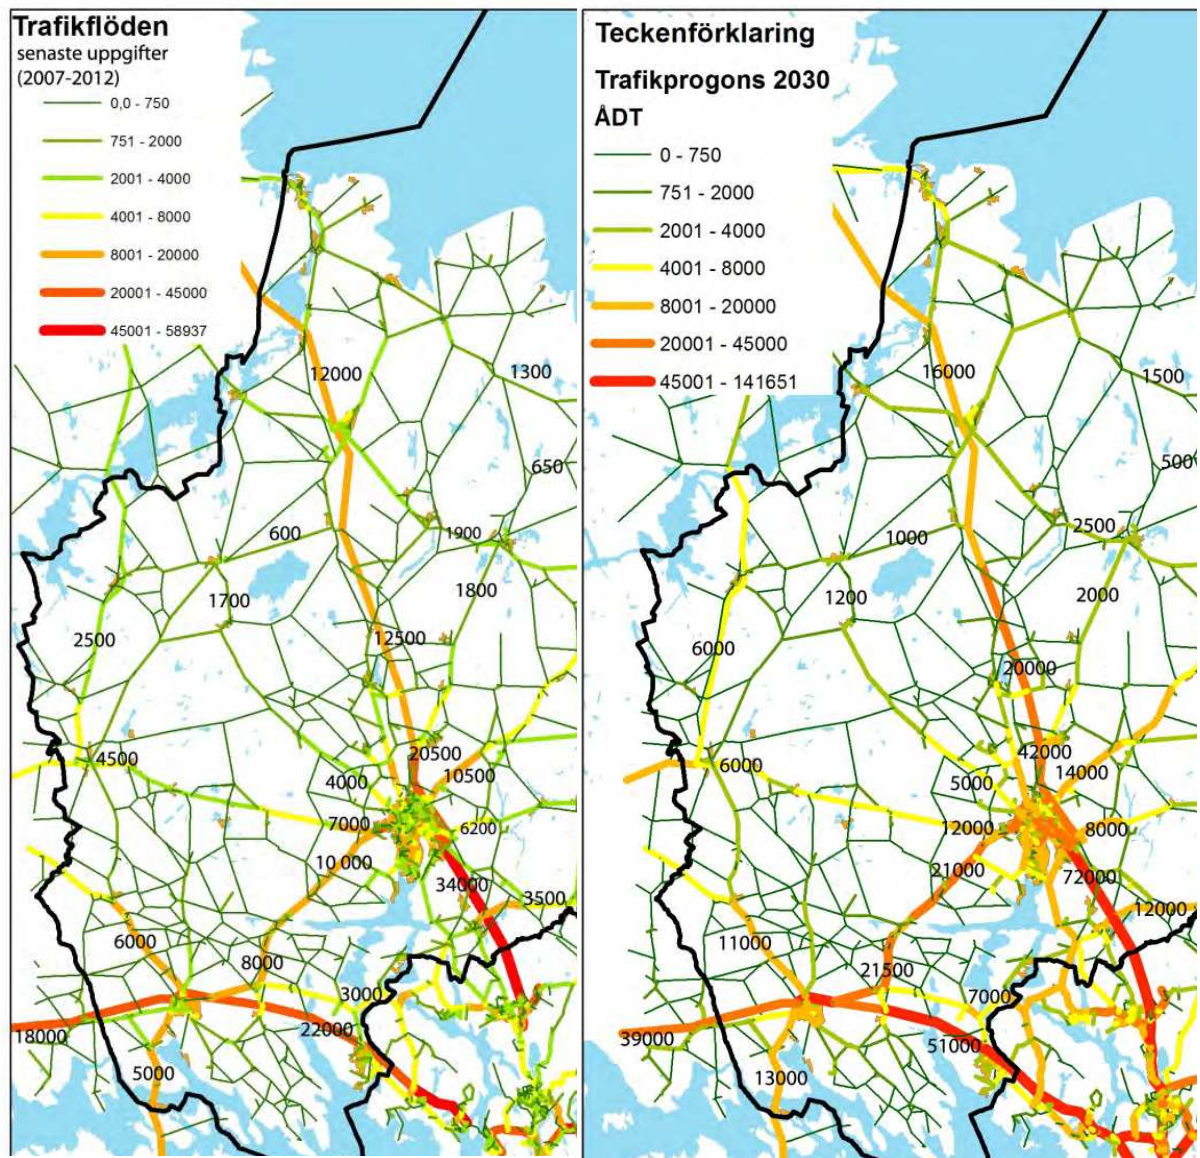 Trafikflöden
senaste uppgifter
(2007-2012)
0,0 - 750
751 - 2000
2001 - 4000
4001 - 8000
8001 - 20000
20001 - 45000
45001 - 58937
12000
1300
650
600
1900
1700
1800
2500
12500
4500
20500
10500
4000
7000
6200
10 000
34000
3500
6000
8000
3000
18000
22000
5000
Teckenförklaring
Trafikprogons 2030
ÅDT
0 - 750
751 - 2000
2001 - 4000
4001 - 8000
8001 - 20000
20001 - 45000
45001 - 141651
16000
1500
500
2500
1000
1200
2000
6000
20000
6000
42000
14000
5000
12000
8000
21000
72000
12000
11000
21500
7000
39000
51000
13000